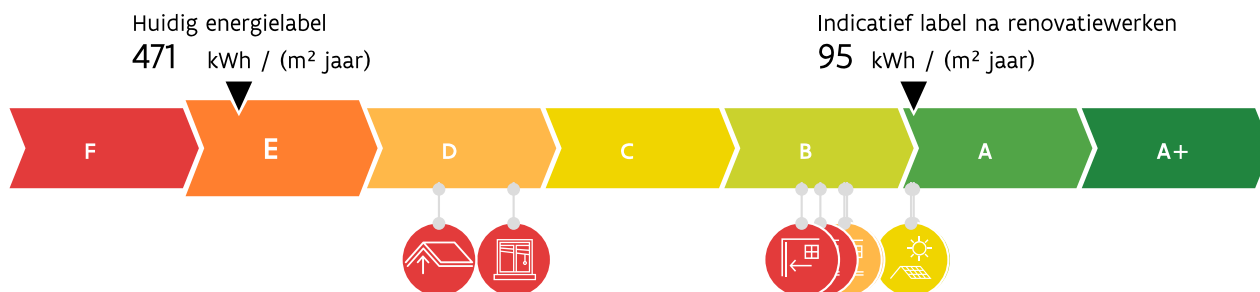 Huidig energielabel
471 kWh / (m² jaar)
Indicatief label na renovatiewerken
95 kWh / (m² jaar)
F E D C B A A+